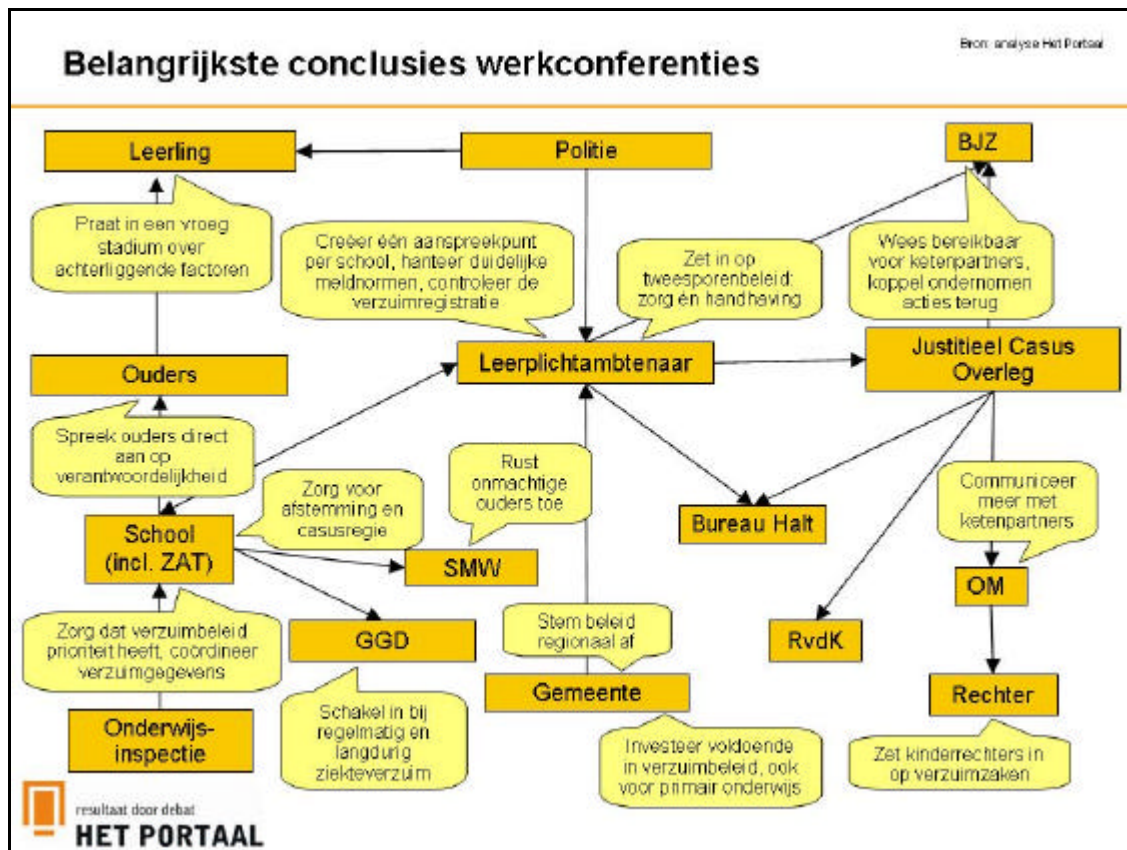 Belangrijkste conclusies werkconferenties
Bron: analyse Het Portaal
Leerling
Politie
BJZ
Praat in een vroeg
stadium over
achterliggende factoren
Creëer één aanspreekpunt
per school, hanteer duidelijke
meldnormen, controleer de
verzuimregistratie
Zet in op
tweesporenbeleid:
zorg én handhaving
Wees bereikbaar
voor ketenpartners,
koppel ondernomen
acties terug
Ouders
Leerplichtambtenaar
Justitieel Casus
Overleg
Spreek ouders direct
aan op
verantwoordelijkheid
Zorg voor
afstemming en
casusregie
Rust
onmachtige
ouders toe
Communiceer
meer met
ketenpartners
School
(incl. ZAT)
SMW
Bureau Halt
OM
Zorg dat verzuimbeleid
prioriteit heeft, coördineer
verzuimgegevens
GGD
Stem beleid
regionaal af
RvdK
Gemeente
Rechter
Onderwijs-
inspectie
Schakel in bij
regelmatig en
langdurig
ziekteverzuim
Investeer voldoende
in verzuimbeleid, ook
voor primair onderwijs
Zet kinderrechters in
op verzuimzaken
resultaat door debat
HET PORTAAL